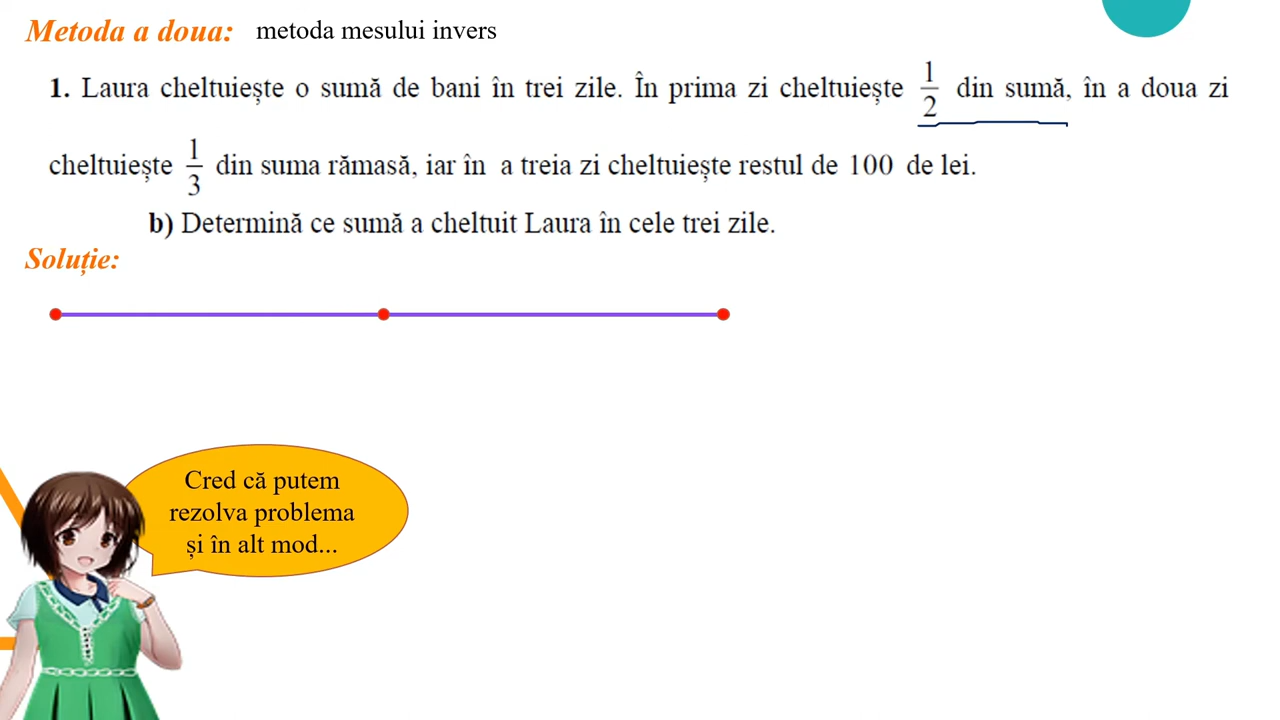 Metoda a doua: metoda mesului invers
1. Laura cheltuiește o sumă de bani în trei zile. În prima zi cheltuiește 1/2 din sumă, în a doua zi
cheltuiește 1/3 din suma rămasă, iar în a treia zi cheltuiește restul de 100 de lei.
b) Determină ce sumă a cheltuit Laura în cele trei zile.
Soluție:
Cred că putem
rezolva problema
și în alt mod...